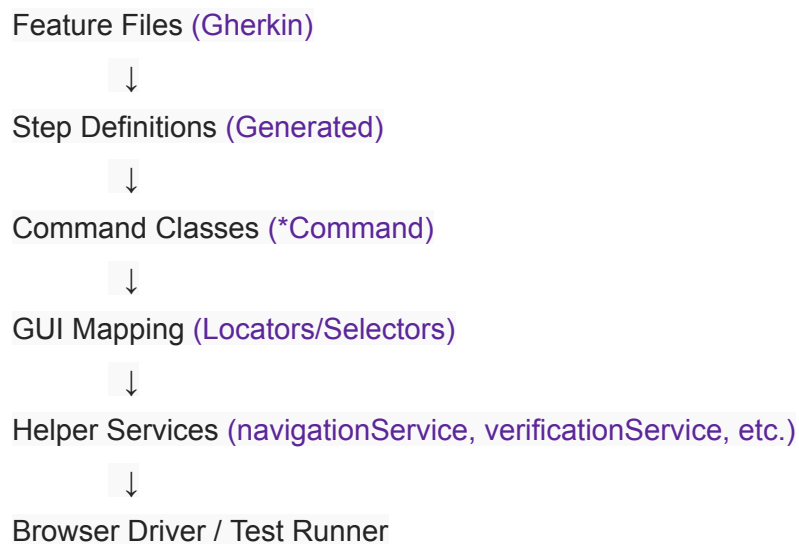 Feature Files (Gherkin)
↓
Step Definitions (Generated)
↓
Command Classes (*Command)
↓
GUI Mapping (Locators/Selectors)
↓
Helper Services (navigationService, verificationService, etc.)
↓
Browser Driver / Test Runner